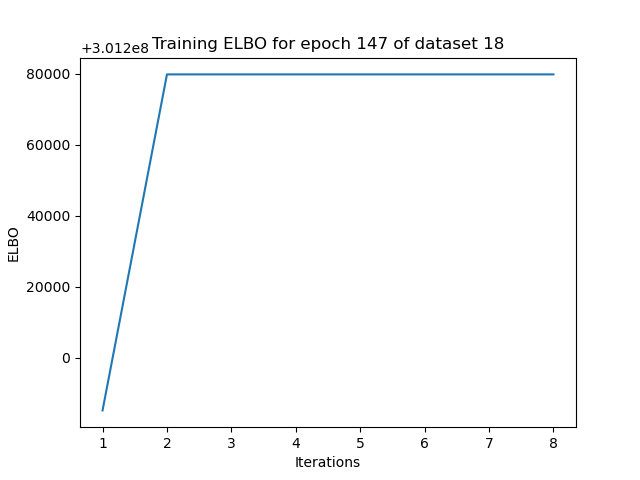 Training ELBO for epoch 147 of dataset 18
+3.012e8
80000
60000
40000
20000
0
ELBO
1 2 3 4 5 6 7 8
Iterations